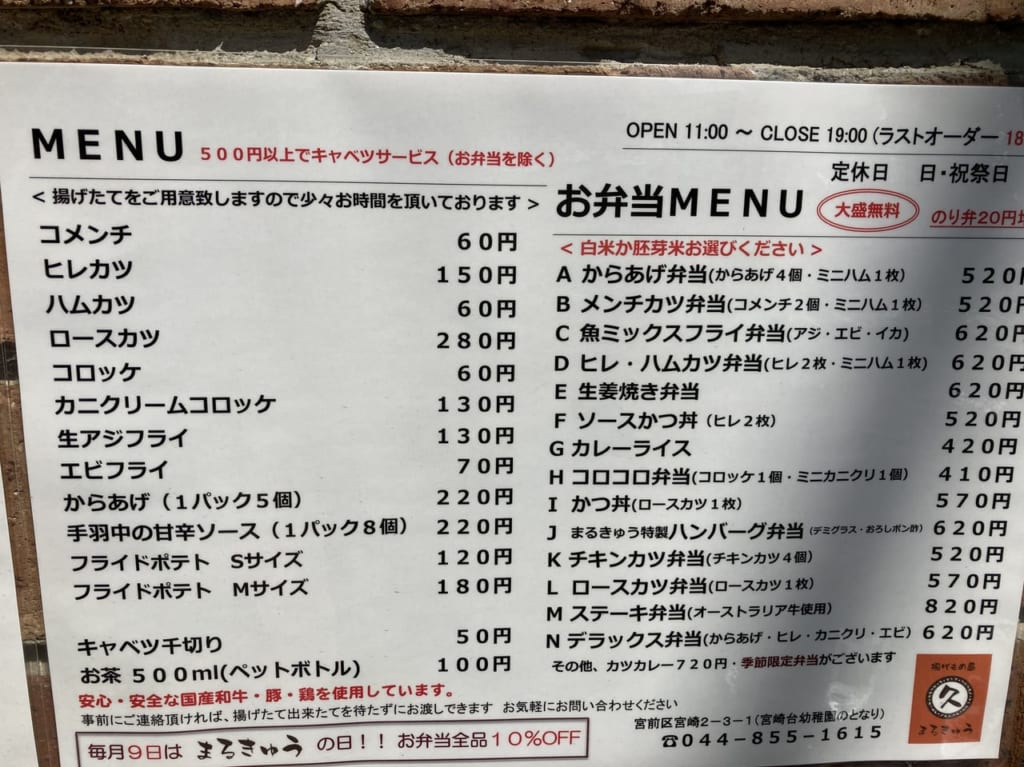 MENU 500円以上でキャベツサービス（お弁当を除く）
< 揚げたてをご用意致しますので少々お時間を頂いております >
コメンチ 60円
ヒレカツ 150円
ハムカツ 60円
ロースカツ 280円
コロッケ 60円
カニクリームコロッケ 130円
生アジフライ 130円
エビフライ 70円
からあげ（1パック5個） 220円
手羽中の甘辛ソース（1パック8個） 220円
フライドポテト Sサイズ 120円
フライドポテト Mサイズ 180円
キャベツ千切り 50円
お茶 500ml(ペットボトル) 100円
安心・安全な国産和牛・豚・鶏を使用しています。
事前にご連絡頂ければ、揚げたて出来たてを待たずにお渡しできます お気軽にお問い合わせください
毎月9日は まるきゅう の日！！ お弁当全品10%OFF
OPEN 11:00 ～ CLOSE 19:00 (ラストオーダー 18
定休日 日・祝祭日
お弁当MENU 大盛無料 のり弁20円
< 白米か胚芽米お選びください >
A からあげ弁当(からあげ4個・ミニハム1枚) 520円
B メンチカツ弁当(コメンチ2個・ミニハム1枚) 520円
C 魚ミックスフライ弁当(アジ・エビ・イカ) 620円
D ヒレ・ハムカツ弁当(ヒレ2枚・ミニハム1枚) 620円
E 生姜焼き弁当 620円
F ソースかつ丼（ヒレ2枚） 520円
G カレーライス 420円
H コロコロ弁当(コロッケ1個・ミニカニクリ1個) 410円
I かつ丼(ロースカツ1枚) 570円
J まるきゅう特製ハンバーグ弁当(デミグラス・おろしポン酢) 620円
K チキンカツ弁当(チキンカツ4個) 520円
L ロースカツ弁当(ロースカツ1枚) 570円
M ステーキ弁当(オーストラリア牛使用) 820円
N デラックス弁当(からあげ・ヒレ・カニクリ・エビ) 620円
その他、カツカレー720円・季節限定弁当がございます
宮前区宮崎2－3－1(宮崎台幼稚園のとなり)
☎044-855-1615
揚げもの店
久
まるきゅう